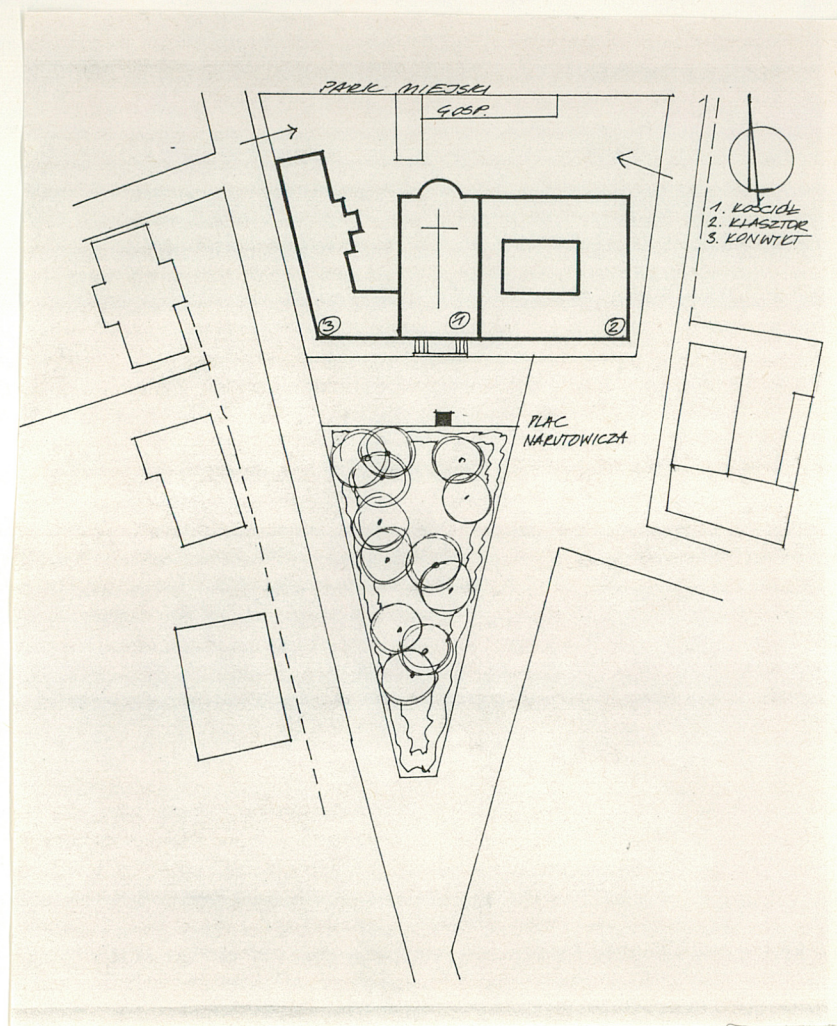 PARK MIEJSKI
GOSP.
1. KOŚCIÓŁ
2. KLASZTOR
3. KONWIKT
3
1
2
PLAC
NARUTOWICZA